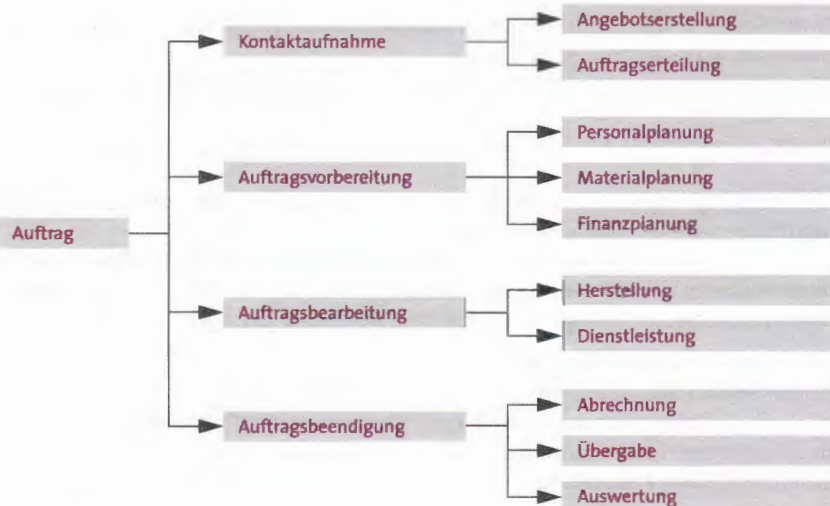 Auftrag
Kontaktaufnahme
Angebotserstellung
Auftragserteilung
Auftragsvorbereitung
Personalplanung
Materialplanung
Finanzplanung
Auftragsbearbeitung
Herstellung
Dienstleistung
Auftragsbeendigung
Abrechnung
Übergabe
Auswertung